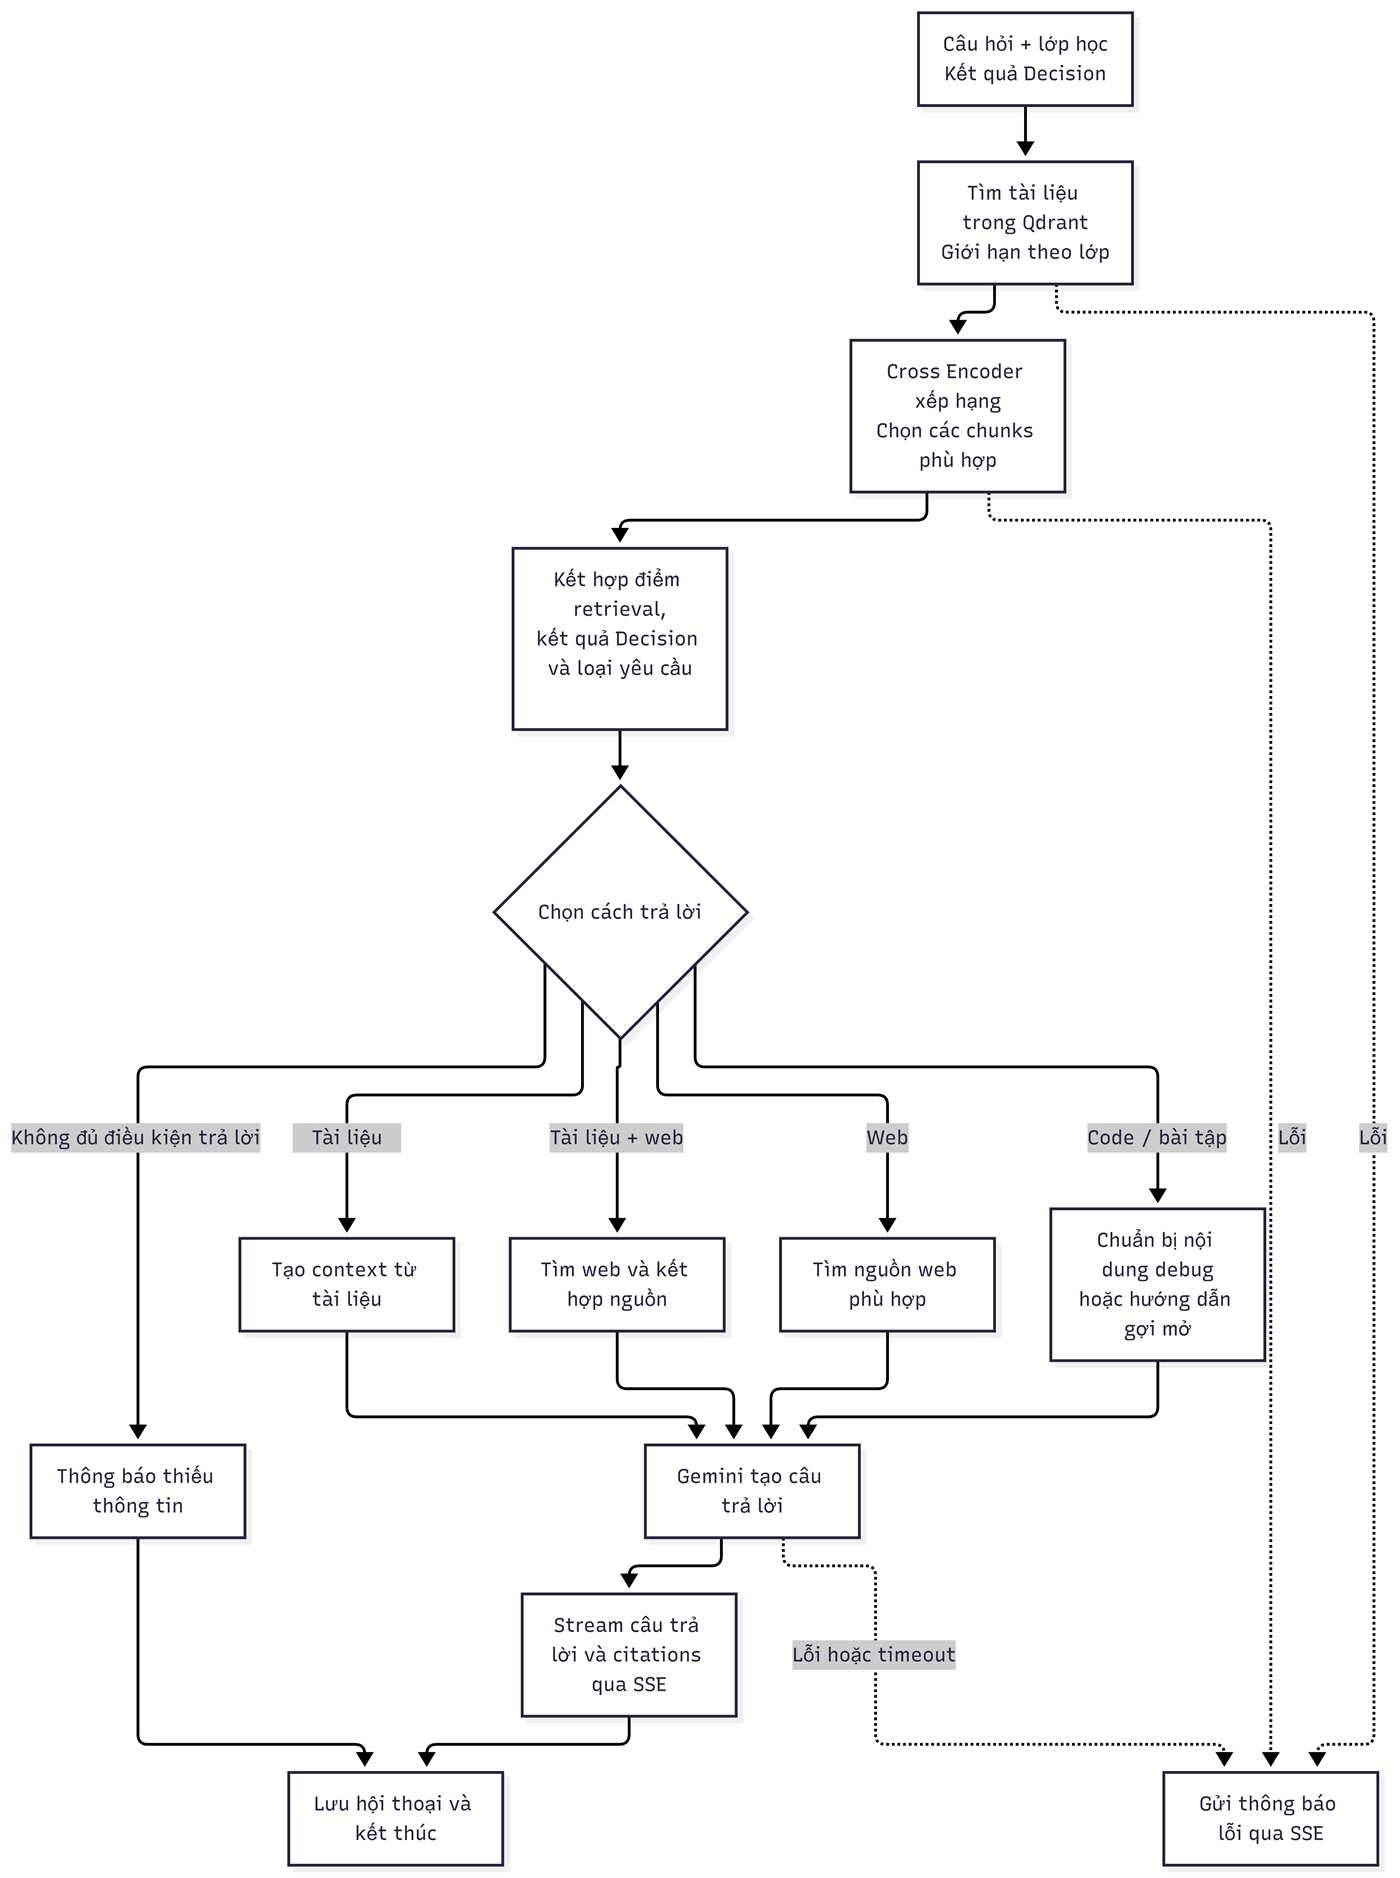 Câu hỏi + lớp học
Kết quả Decision
Tìm tài liệu
trong Qdrant
Giới hạn theo lớp
Cross Encoder
xếp hạng
Chọn các chunks
phù hợp
Kết hợp điểm
retrieval,
kết quả Decision
và loại yêu cầu
Chọn cách trả lời
Không đủ điều kiện trả lời
Tài liệu
Tài liệu + web
Web
Code / bài tập
Lỗi
Lỗi
Tạo context từ
tài liệu
Tìm web và kết
hợp nguồn
Tìm nguồn web
phù hợp
Chuẩn bị nội
dung debug
hoặc hướng dẫn
gợi mở
Thông báo thiếu
thông tin
Gemini tạo câu
trả lời
Stream câu trả
lời và citations
qua SSE
Lỗi hoặc timeout
Lưu hội thoại và
kết thúc
Gửi thông báo
lỗi qua SSE